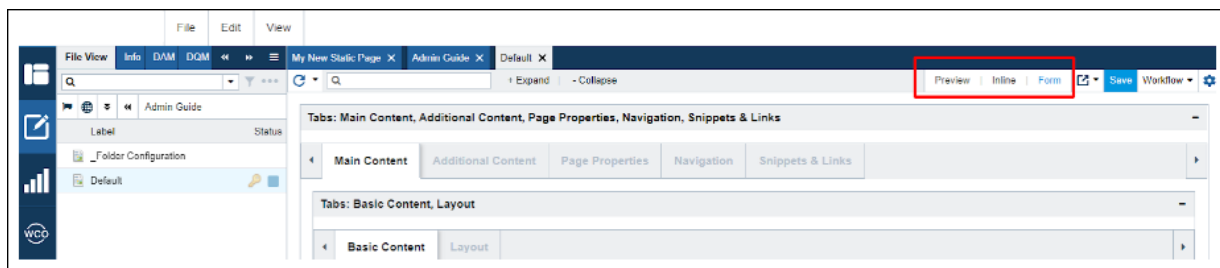 File Edit View
File View Info DAM DQM « » ☰ My New Static Page X Admin Guide X Default X
+ Expand | - Collapse Preview | Inline | Form Save Workflow
« Admin Guide
Tabs: Main Content, Additional Content, Page Properties, Navigation, Snippets & Links -
Label Status
Main Content Additional Content Page Properties Navigation Snippets & Links
_Folder Configuration
Default
Tabs: Basic Content, Layout -
wco
Basic Content Layout